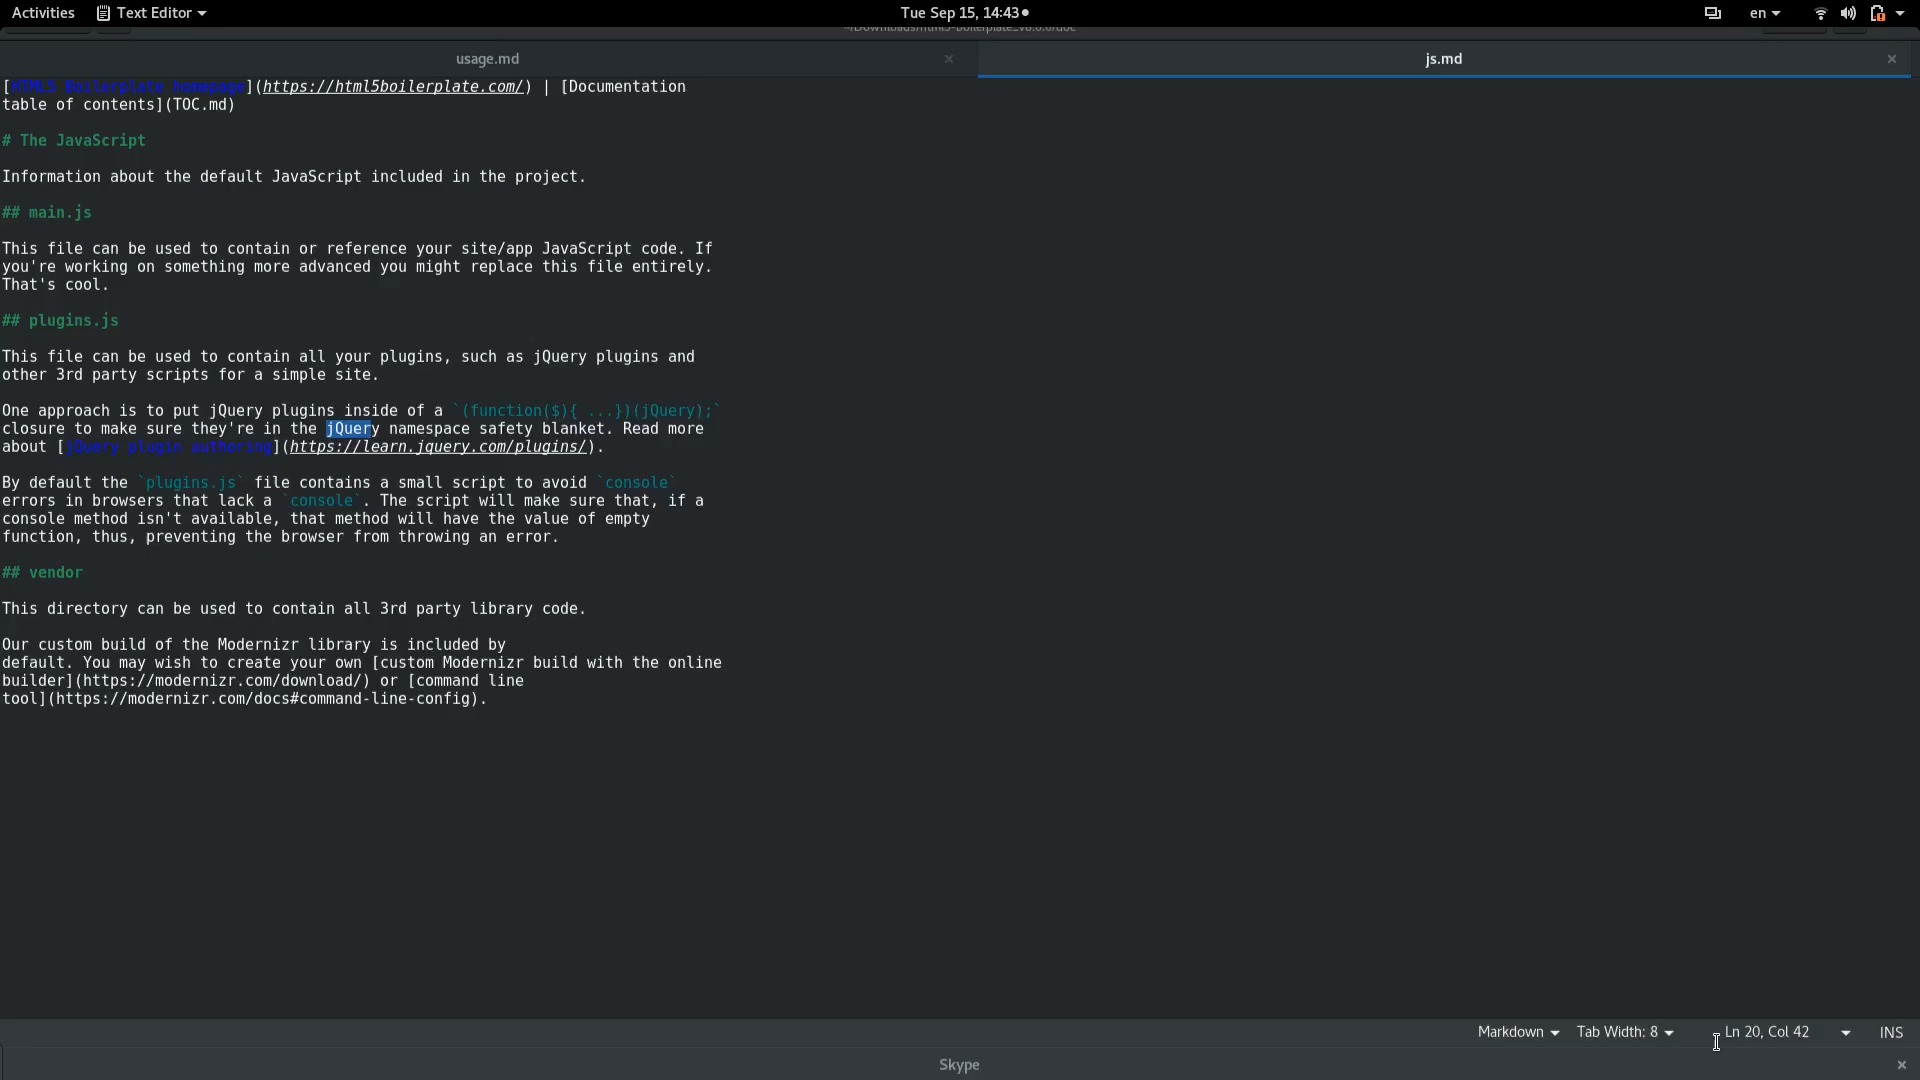 Activities Text Editor Tue Sep 15, 14:43 en
~/Downloads/html5-boilerplate_v8.0.0/doc
usage.md js.md
[HTML5 Boilerplate homepage](https://html5boilerplate.com/) | [Documentation
table of contents](TOC.md)
# The JavaScript
Information about the default JavaScript included in the project.
## main.js
This file can be used to contain or reference your site/app JavaScript code. If
you're working on something more advanced you might replace this file entirely.
That's cool.
## plugins.js
This file can be used to contain all your plugins, such as jQuery plugins and
other 3rd party scripts for a simple site.
One approach is to put jQuery plugins inside of a `(function($){ ...})(jQuery);`
closure to make sure they're in the jQuery namespace safety blanket. Read more
about [jQuery plugin authoring](https://learn.jquery.com/plugins/).
By default the `plugins.js` file contains a small script to avoid `console`
errors in browsers that lack a `console`. The script will make sure that, if a
console method isn't available, that method will have the value of empty
function, thus, preventing the browser from throwing an error.
## vendor
This directory can be used to contain all 3rd party library code.
Our custom build of the Modernizr library is included by
default. You may wish to create your own [custom Modernizr build with the online
builder](https://modernizr.com/download/) or [command line
tool](https://modernizr.com/docs#command-line-config).
Markdown Tab Width: 8 Ln 20, Col 42 INS
Skype